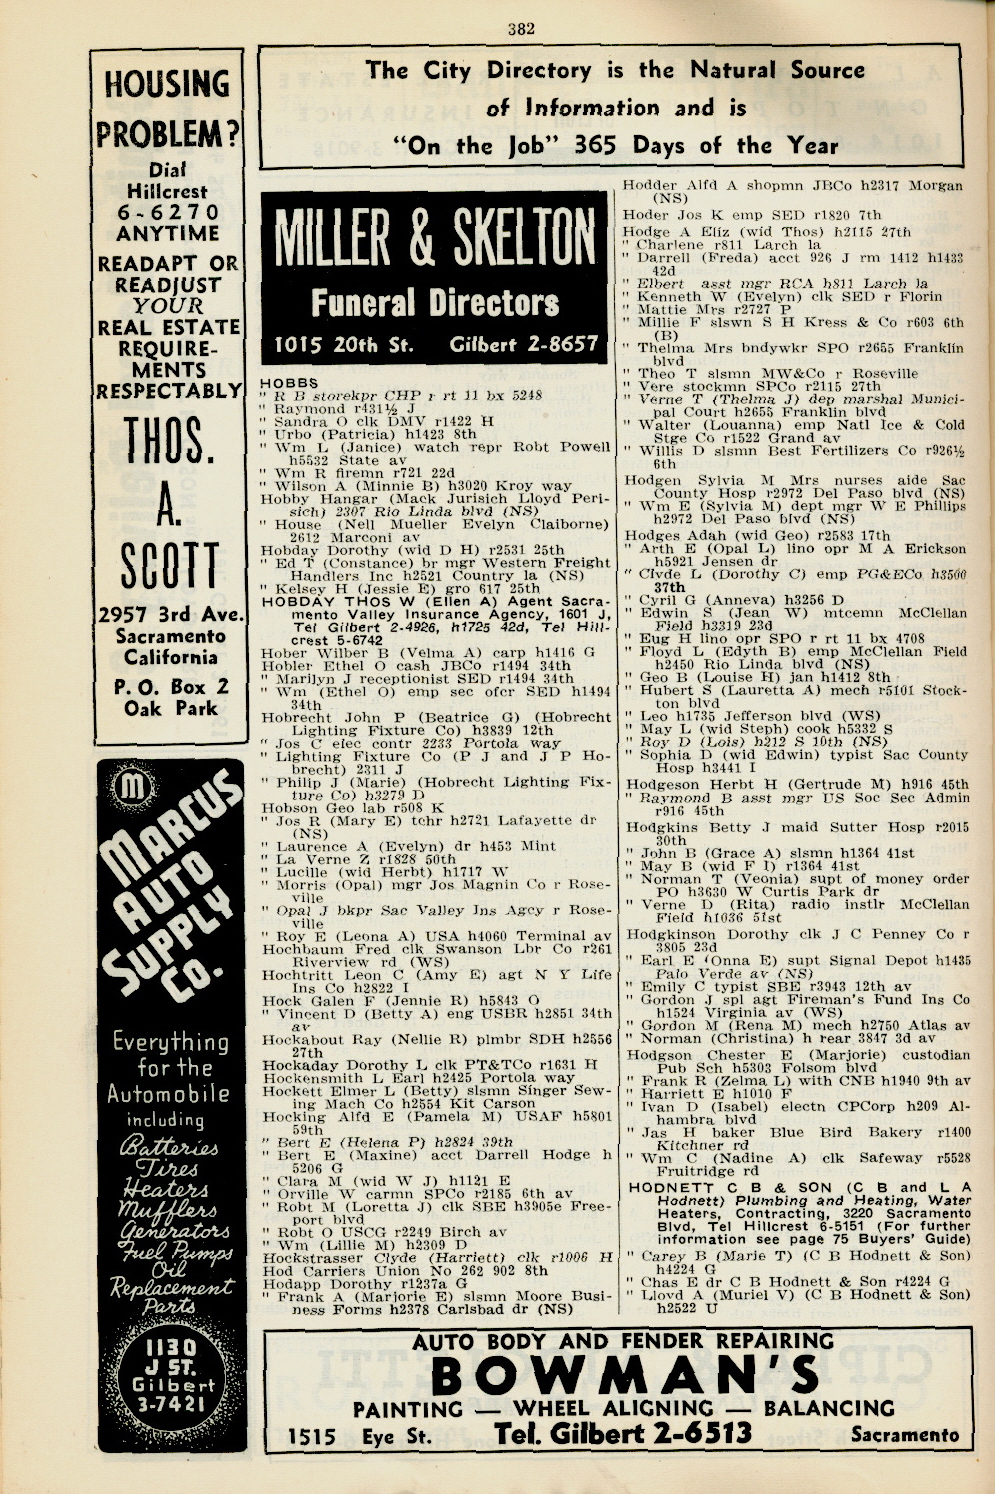 382
HOUSING
PROBLEM?
Dial
Hillcrest
6-6270
ANYTIME
READAPT OR
READJUST
YOUR
REAL ESTATE
REQUIRE-
MENTS
RESPECTABLY
THOS.
A.
SCOTT
2957 3rd Ave.
Sacramento
California
P. O. Box 2
Oak Park
M
MARCUS
AUTO
SUPPLY
CO.
Everything
for the
Automobile
including
Batteries
Tires
Heaters
Mufflers
Generators
Fuel Pumps
Oil
Replacement
Parts
1130
J ST.
Gilbert
3-7421
The City Directory is the Natural Source
of Information and is
"On the Job" 365 Days of the Year
MILLER & SKELTON
Funeral Directors
1015 20th St. Gilbert 2-8657
HOBBS
" R B storekpr CHP r rt 11 bx 5248
" Raymond r431½ J
" Sandra O clk DMV r1422 H
" Urbo (Patricia) h1423 8th
" Wm L (Janice) watch repr Robt Powell
h5532 State av
" Wm R firemn r721 22d
" Wilson A (Minnie B) h3020 Kroy way
Hobby Hangar (Mack Jurisich Lloyd Peri-
sich) 2307 Rio Linda blvd (NS)
" House (Nell Mueller Evelyn Claiborne)
2612 Marconi av
Hobday Dorothy (wid D H) r2531 25th
" Ed T (Constance) br mgr Western Freight
Handlers Inc h2521 Country la (NS)
" Kelsey H (Jessie E) gro 617 25th
HOBDAY THOS W (Ellen A) Agent Sacra-
mento Valley Insurance Agency, 1601 J,
Tel Gilbert 2-4926, h1725 42d, Tel Hill-
crest 5-6742
Hober Wilber B (Velma A) carp h1416 G
Hobler Ethel O cash JBCo r1494 34th
" Marilyn J receptionist SED r1494 34th
" Wm (Ethel O) emp sec ofcr SED h1494
34th
Hobrecht John P (Beatrice G) (Hobrecht
Lighting Fixture Co) h3839 12th
" Jos C elec contr 2233 Portola way
" Lighting Fixture Co (P J and J P Ho-
brecht) 2311 J
" Philip J (Marie) (Hobrecht Lighting Fix-
ture Co) h3279 D
Hobson Geo lab r508 K
" Jos R (Mary E) tchr h2721 Lafayette dr
(NS)
" Laurence A (Evelyn) dr h453 Mint
" La Verne Z r1828 50th
" Lucille (wid Herbt) h1717 W
" Morris (Opal) mgr Jos Magnin Co r Rose-
ville
" Opal J bkpr Sac Valley Ins Agcy r Rose-
ville
" Roy E (Leona A) USA h4060 Terminal av
Hochbaum Fred clk Swanson Lbr Co r261
Riverview rd (WS)
Hochtritt Leon C (Amy E) agt N Y Life
Ins Co h2822 I
Hock Galen F (Jennie R) h5843 O
" Vincent D (Betty A) eng USBR h2851 34th
av
Hockabout Ray (Nellie R) plmbr SDH h2556
27th
Hockaday Dorothy L clk PT&TCo r1631 H
Hockensmith L Earl h2425 Portola way
Hockett Elmer L (Betty) slsmn Singer Sew-
ing Mach Co h2554 Kit Carson
Hocking Alfd E (Pamela M) USAF h5801
59th
" Bert E (Helena P) h2824 39th
" Bert E (Maxine) acct Darrell Hodge h
5206 G
" Clara M (wid W J) h1121 E
" Orville W carmn SPCo r2185 6th av
" Robt M (Loretta J) clk SBE h3905e Free-
port blvd
" Robt O USCG r2249 Birch av
" Wm (Lillie M) h2309 D
Hockstrasser Clyde (Harriett) clk r1006 H
Hod Carriers Union No 262 902 8th
Hodapp Dorothy r1237a G
" Frank A (Marjorie E) slsmn Moore Busi-
ness Forms h2378 Carlsbad dr (NS)
Hodder Alfd A shopmn JBCo h2317 Morgan
(NS)
Hoder Jos K emp SED r1820 7th
Hodge A Eliz (wid Thos) h2115 27th
" Charlene r811 Larch la
" Darrell (Freda) acct 926 J rm 1412 h1433
42d
" Elbert asst mgr RCA h811 Larch la
" Kenneth W (Evelyn) clk SED r Florin
" Mattie Mrs r2727 P
" Millie F slswn S H Kress & Co r603 6th
(B)
" Thelma Mrs bndywkr SPO r2655 Franklin
blvd
" Theo T slsmn MW&Co r Roseville
" Vere stockmn SPCo r2115 27th
" Verne T (Thelma J) dep marshal Munici-
pal Court h2655 Franklin blvd
" Walter (Louanna) emp Natl Ice & Cold
Stge Co r1522 Grand av
" Willis D slsmn Best Fertilizers Co r926½
6th
Hodgen Sylvia M Mrs nurses aide Sac
County Hosp r2972 Del Paso blvd (NS)
" Wm E (Sylvia M) dept mgr W E Phillips
h2972 Del Paso blvd (NS)
Hodges Adah (wid Geo) r2583 17th
" Arth E (Opal L) lino opr M A Erickson
h5921 Jensen dr
" Clyde L (Dorothy C) emp PG&ECo h3500
37th
" Cyril G (Anneva) h3256 D
" Edwin S (Jean W) mtcemn McClellan
Field h3319 23d
" Eug H lino opr SPO r rt 11 bx 4708
" Floyd L (Edyth B) emp McClellan Field
h2450 Rio Linda blvd (NS)
" Geo B (Louise H) jan h1412 8th
" Hubert S (Lauretta A) mech r5101 Stock-
ton blvd
" Leo h1735 Jefferson blvd (WS)
" May L (wid Steph) cook h5332 S
" Roy D (Lois) h212 S 10th (NS)
" Sophia D (wid Edwin) typist Sac County
Hosp h3441 I
Hodgeson Herbt H (Gertrude M) h916 45th
" Raymond B asst mgr US Soc Sec Admin
r916 45th
Hodgkins Betty J maid Sutter Hosp r2015
30th
" John B (Grace A) slsmn h1364 41st
" May B (wid F I) r1364 41st
" Norman T (Veonia) supt of money order
PO h3630 W Curtis Park dr
" Verne D (Rita) radio instlr McClellan
Field h1036 51st
Hodgkinson Dorothy clk J C Penney Co r
3805 23d
" Earl E (Onna E) supt Signal Depot h1435
Palo Verde av (NS)
" Emily C typist SBE r3943 12th av
" Gordon J spl agt Fireman's Fund Ins Co
h1524 Virginia av (WS)
" Gordon M (Rena M) mech h2750 Atlas av
" Norman (Christina) h rear 3847 3d av
Hodgson Chester E (Marjorie) custodian
Pub Sch h5303 Folsom blvd
" Frank R (Zelma L) with CNB h1940 9th av
" Harriett E h1010 F
" Ivan D (Isabel) electn CPCorp h209 Al-
hambra blvd
" Jas H baker Blue Bird Bakery r1400
Kitchner rd
" Wm C (Nadine A) clk Safeway r5528
Fruitridge rd
HODNETT C B & SON (C B and L A
Hodnett) Plumbing and Heating, Water
Heaters, Contracting, 3220 Sacramento
Blvd, Tel Hillcrest 6-5151 (For further
information see page 75 Buyers' Guide)
" Carey B (Marie T) (C B Hodnett & Son)
h4224 G
" Chas E dr C B Hodnett & Son r4224 G
" Lloyd A (Muriel V) (C B Hodnett & Son)
h2522 U
AUTO BODY AND FENDER REPAIRING
BOWMAN'S
PAINTING — WHEEL ALIGNING — BALANCING
1515 Eye St. Tel. Gilbert 2-6513 Sacramento